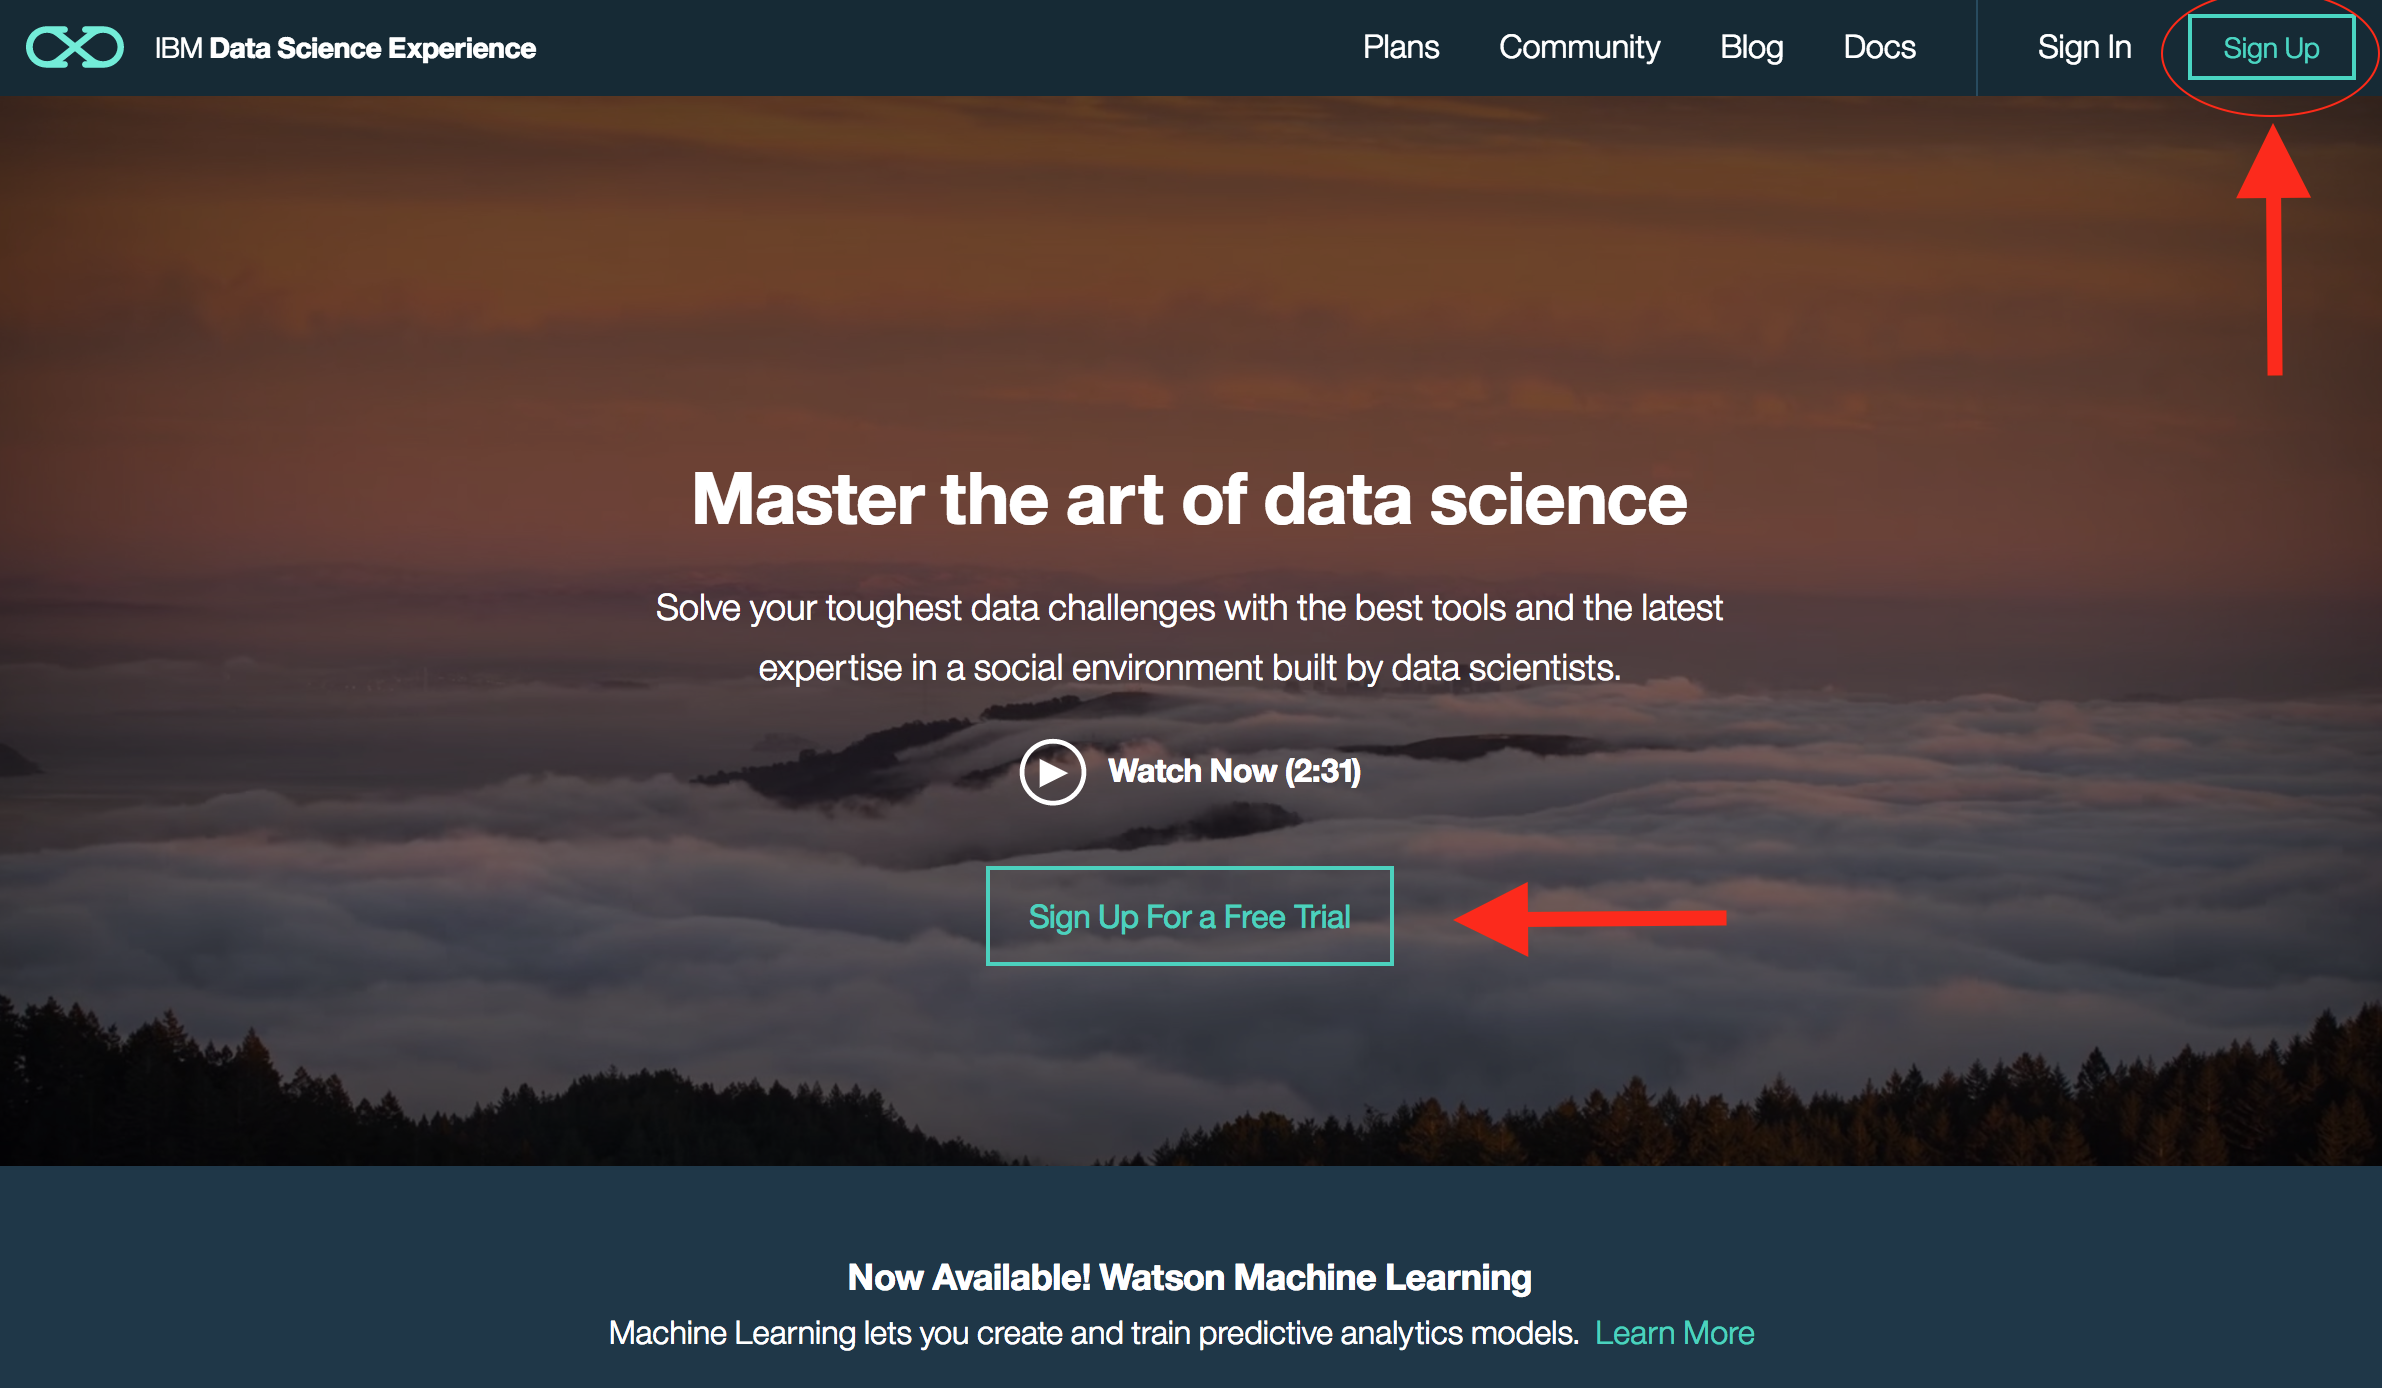 IBM Data Science Experience
Plans
Community
Blog
Docs
Sign In
Sign Up
Master the art of data science
Solve your toughest data challenges with the best tools and the latest
expertise in a social environment built by data scientists.
Watch Now (2:31)
Sign Up For a Free Trial
Now Available! Watson Machine Learning
Machine Learning lets you create and train predictive analytics models. Learn More